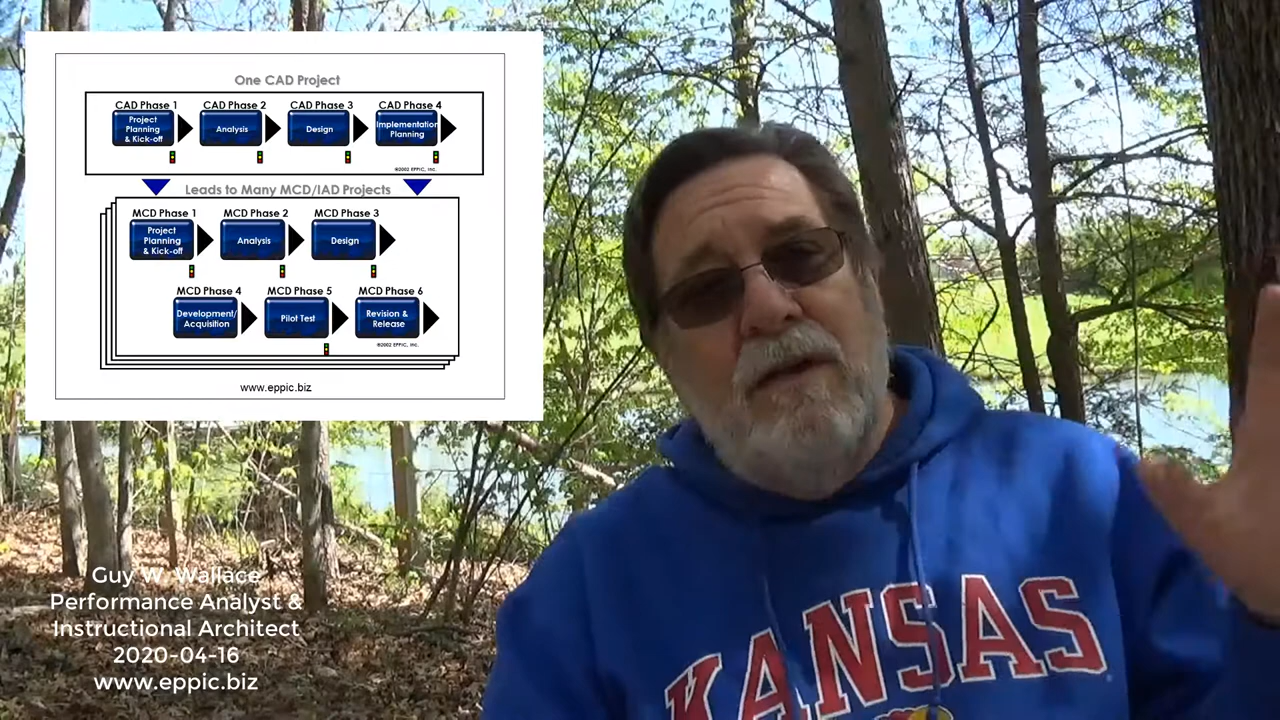 One CAD Project
CAD Phase 1 CAD Phase 2 CAD Phase 3 CAD Phase 4
Project
Planning
& Kick-off
Analysis
Design
Implementation
Planning
©2002 EPPIC, Inc.
Leads to Many MCD/IAD Projects
MCD Phase 1 MCD Phase 2 MCD Phase 3
Project
Planning
& Kick-off
Analysis
Design
MCD Phase 4 MCD Phase 5 MCD Phase 6
Development/
Acquisition
Pilot Test
Revision &
Release
©2002 EPPIC, Inc.
www.eppic.biz
KANSAS
Guy W. Wallace
Performance Analyst &
Instructional Architect
2020-04-16
www.eppic.biz